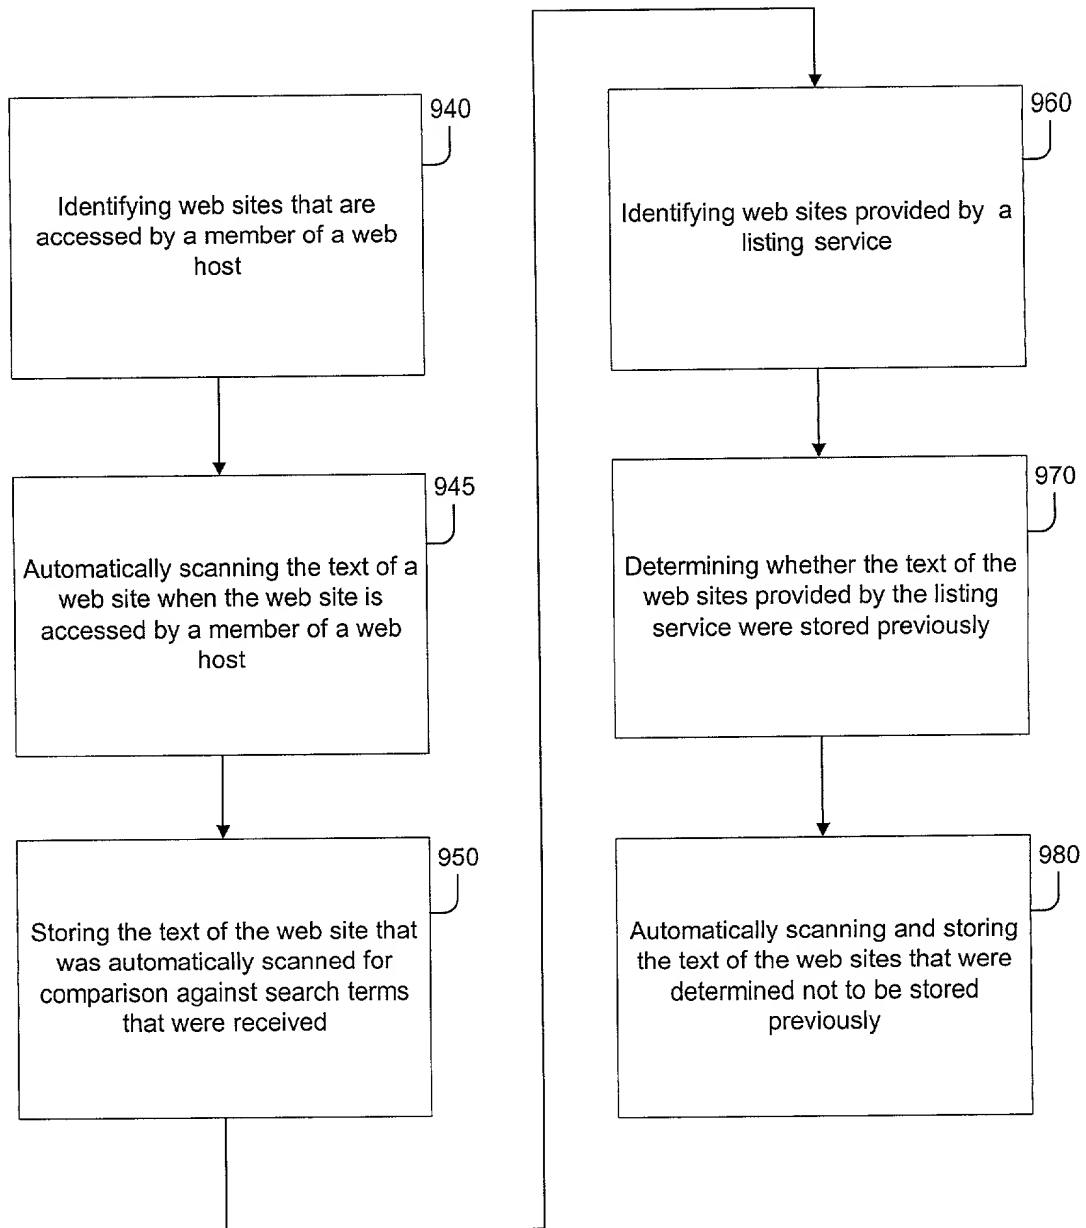 940
Identifying web sites that are
accessed by a member of a web
host
945
Automatically scanning the text of a
web site when the web site is
accessed by a member of a web
host
950
Storing the text of the web site that
was automatically scanned for
comparison against search terms
that were received
960
Identifying web sites provided by a
listing service
970
Determining whether the text of the
web sites provided by the listing
service were stored previously
980
Automatically scanning and storing
the text of the web sites that were
determined not to be stored
previously